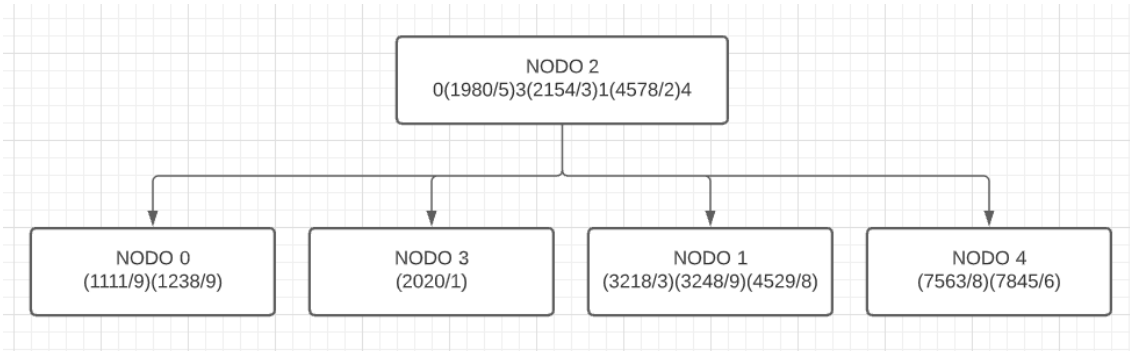 NODO 2
0(1980/5)3(2154/3)1(4578/2)4
NODO 0
(1111/9)(1238/9)
NODO 3
(2020/1)
NODO 1
(3218/3)(3248/9)(4529/8)
NODO 4
(7563/8)(7845/6)